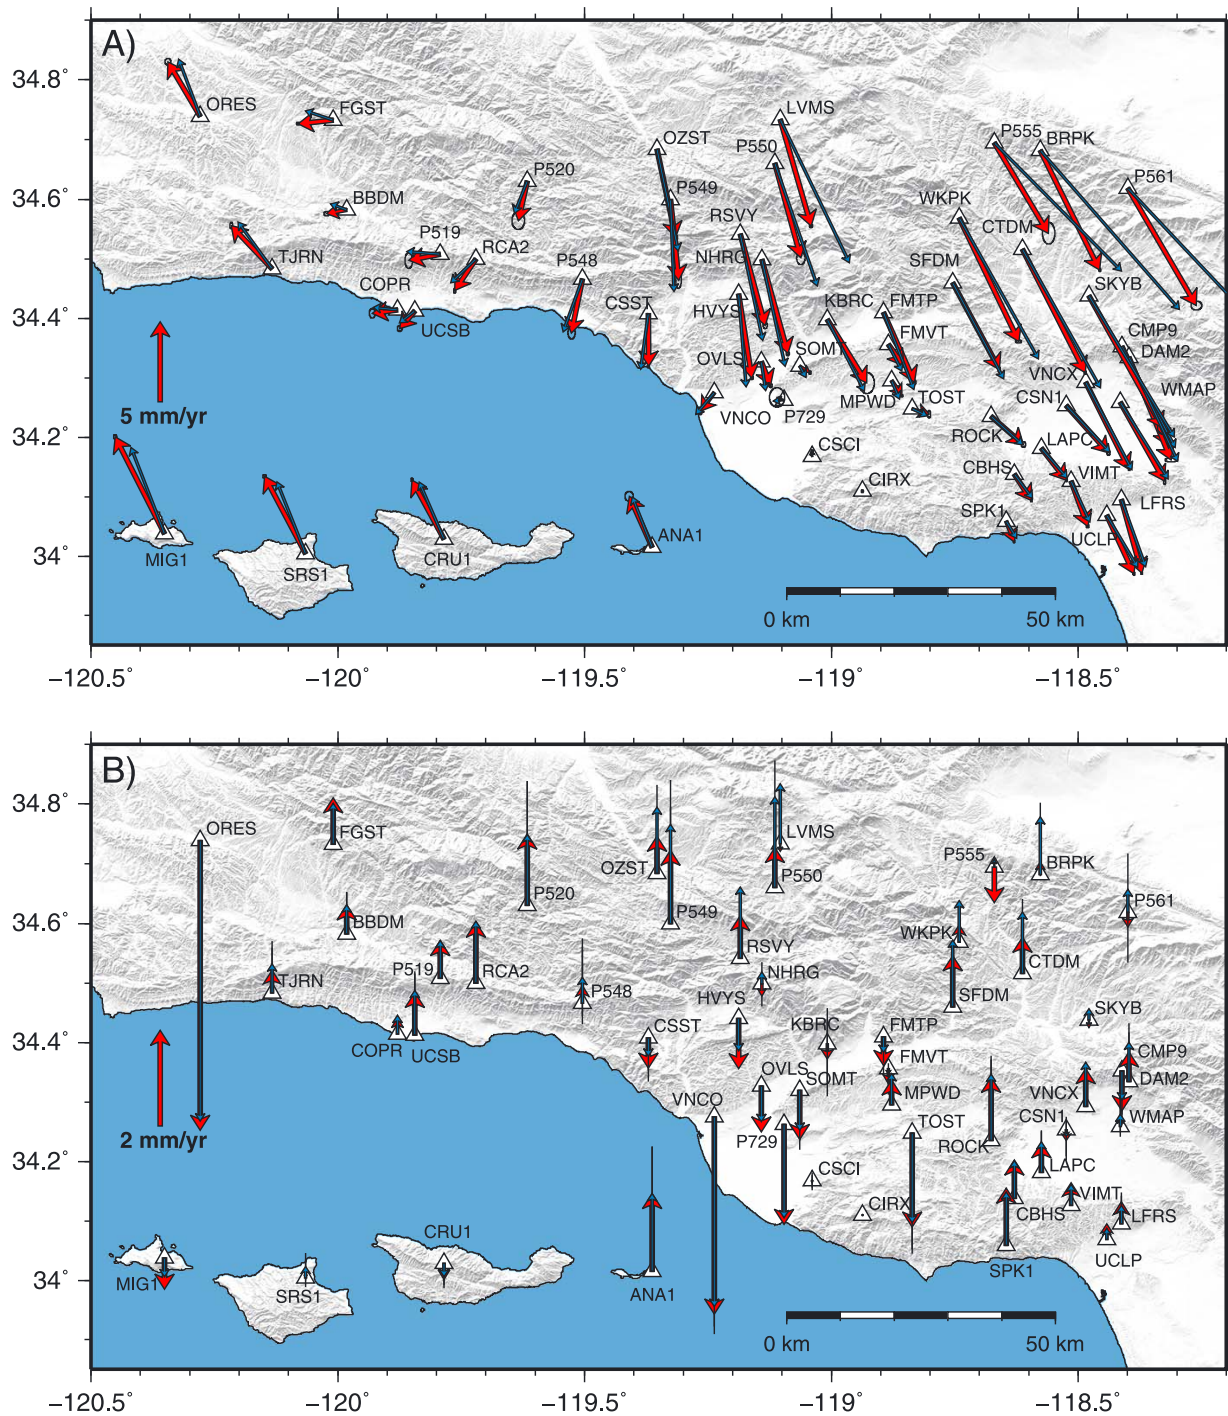 A)
34.8°
34.6°
34.4°
34.2°
34°
ORES
FGST
BBDM
TJRN
P520
P519
RCA2
COPR
UCSB
P548
OZST
P549
CSST
LVMS
P550
RSVY
NHRG
HVYS
OVLS
SOMT
VNCO
P729
KBRC
FMTP
FMVT
MPWD
TOST
CSCI
CIRX
P555
BRPK
P561
WKPK
CTDM
SFDM
SKYB
CMP9
DAM2
VNCX
WMAP
CSN1
ROCK
LAPC
CBHS
VIMT
SPK1
LFRS
UCLP
5 mm/yr
MIG1
SRS1
CRU1
ANA1
0 km
50 km
−120.5°
−120°
−119.5°
−119°
−118.5°
B)
34.8°
34.6°
34.4°
34.2°
34°
ORES
FGST
BBDM
TJRN
P520
P519
RCA2
COPR
UCSB
P548
OZST
P549
CSST
LVMS
P550
RSVY
NHRG
HVYS
KBRC
OVLS
SOMT
VNCO
P729
FMTP
FMVT
MPWD
TOST
CSCI
CIRX
P555
BRPK
P561
WKPK
CTDM
SFDM
SKYB
CMP9
DAM2
VNCX
WMAP
CSN1
ROCK
LAPC
VIMT
CBHS
LFRS
SPK1
UCLP
2 mm/yr
MIG1
SRS1
CRU1
ANA1
0 km
50 km
−120.5°
−120°
−119.5°
−119°
−118.5°